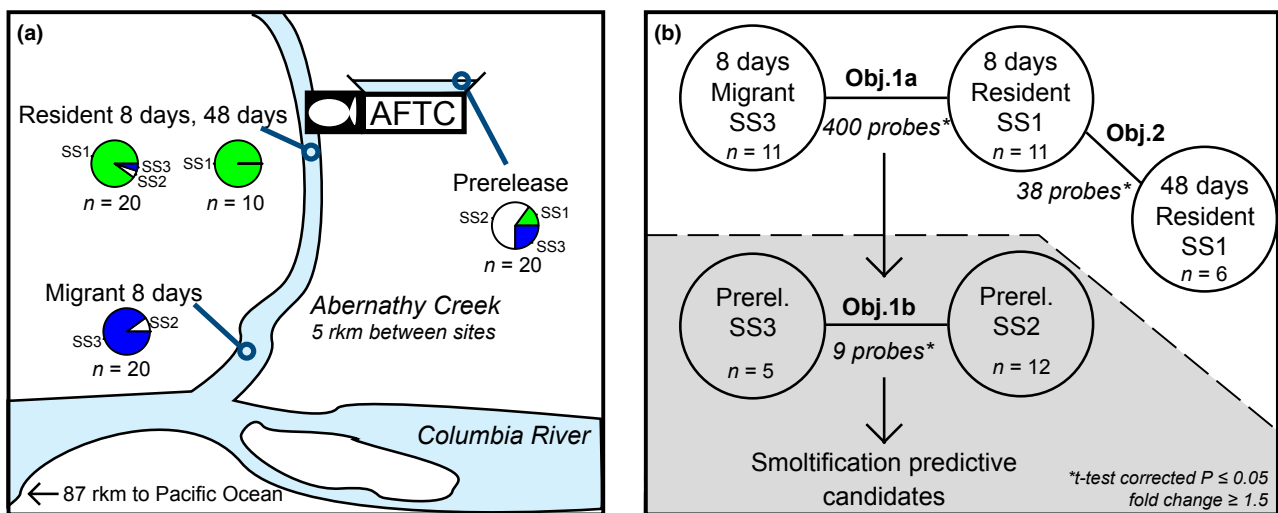 (a)
AFTC
Resident 8 days, 48 days
SS1
SS3
SS2
n = 20
SS1
n = 10
Prerelease
SS2
SS1
SS3
n = 20
Migrant 8 days
SS2
SS3
n = 20
Abernathy Creek
5 rkm between sites
Columbia River
87 rkm to Pacific Ocean
(b)
8 days
Migrant
SS3
n = 11
Obj.1a
400 probes*
8 days
Resident
SS1
n = 11
Obj.2
38 probes*
48 days
Resident
SS1
n = 6
Prerel.
SS3
n = 5
Obj.1b
9 probes*
Prerel.
SS2
n = 12
Smoltification predictive
candidates
*t-test corrected P ≤ 0.05
fold change ≥ 1.5